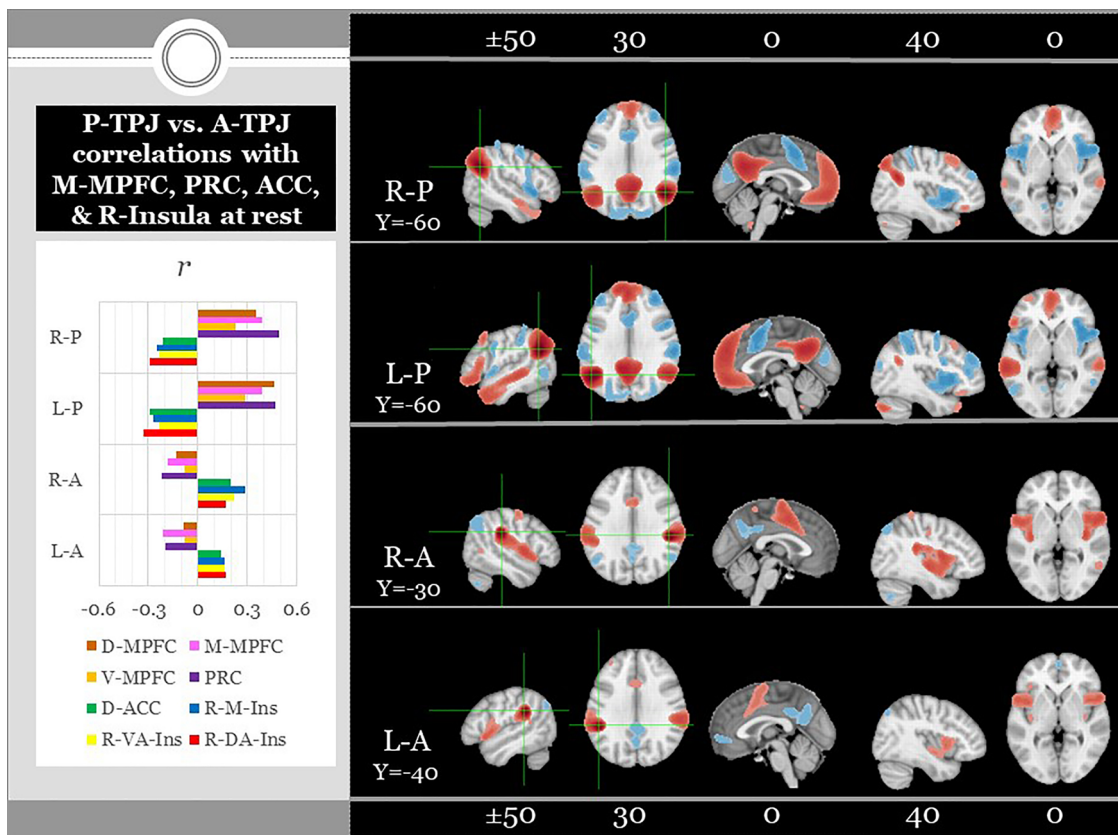 P-TPJ vs. A-TPJ
correlations with
M-MPFC, PRC, ACC,
& R-Insula at rest
r
R-P
L-P
R-A
L-A
-0.6 -0.3 0 0.3 0.6
D-MPFC M-MPFC
V-MPFC PRC
D-ACC R-M-Ins
R-VA-Ins R-DA-Ins
±50 30 0 40 0
R-P
Y=-60
L-P
Y=-60
R-A
Y=-30
L-A
Y=-40
±50 30 0 40 0